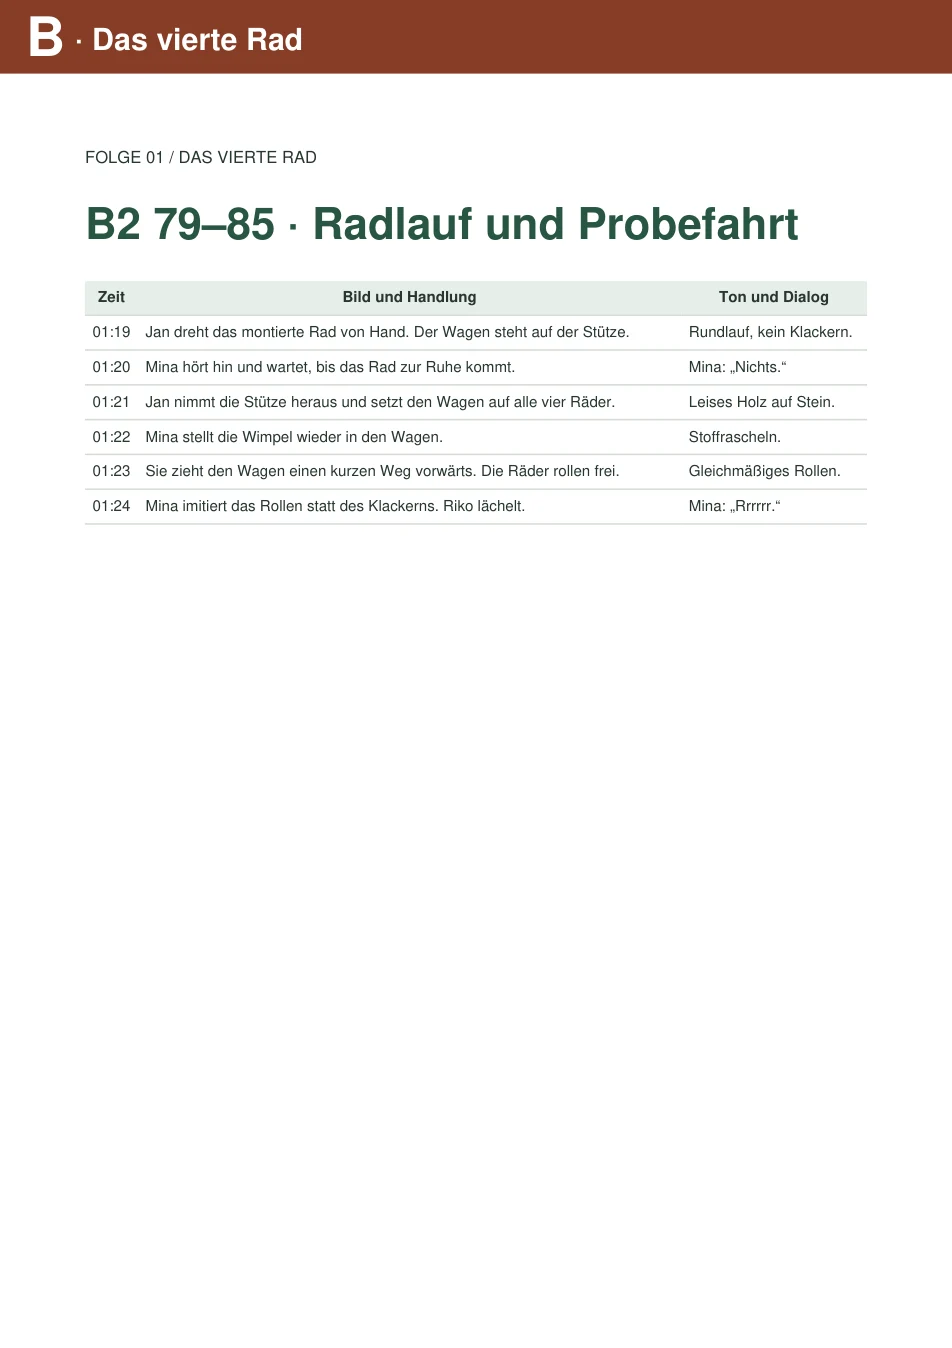 B · Das vierte Rad
FOLGE 01 / DAS VIERTE RAD
B2 79–85 · Radlauf und Probefahrt
Zeit Bild und Handlung Ton und Dialog
01:19 Jan dreht das montierte Rad von Hand. Der Wagen steht auf der Stütze. Rundlauf, kein Klackern.
01:20 Mina hört hin und wartet, bis das Rad zur Ruhe kommt. Mina: „Nichts.“
01:21 Jan nimmt die Stütze heraus und setzt den Wagen auf alle vier Räder. Leises Holz auf Stein.
01:22 Mina stellt die Wimpel wieder in den Wagen. Stoffrascheln.
01:23 Sie zieht den Wagen einen kurzen Weg vorwärts. Die Räder rollen frei. Gleichmäßiges Rollen.
01:24 Mina imitiert das Rollen statt des Klackerns. Riko lächelt. Mina: „Rrrrrr.“